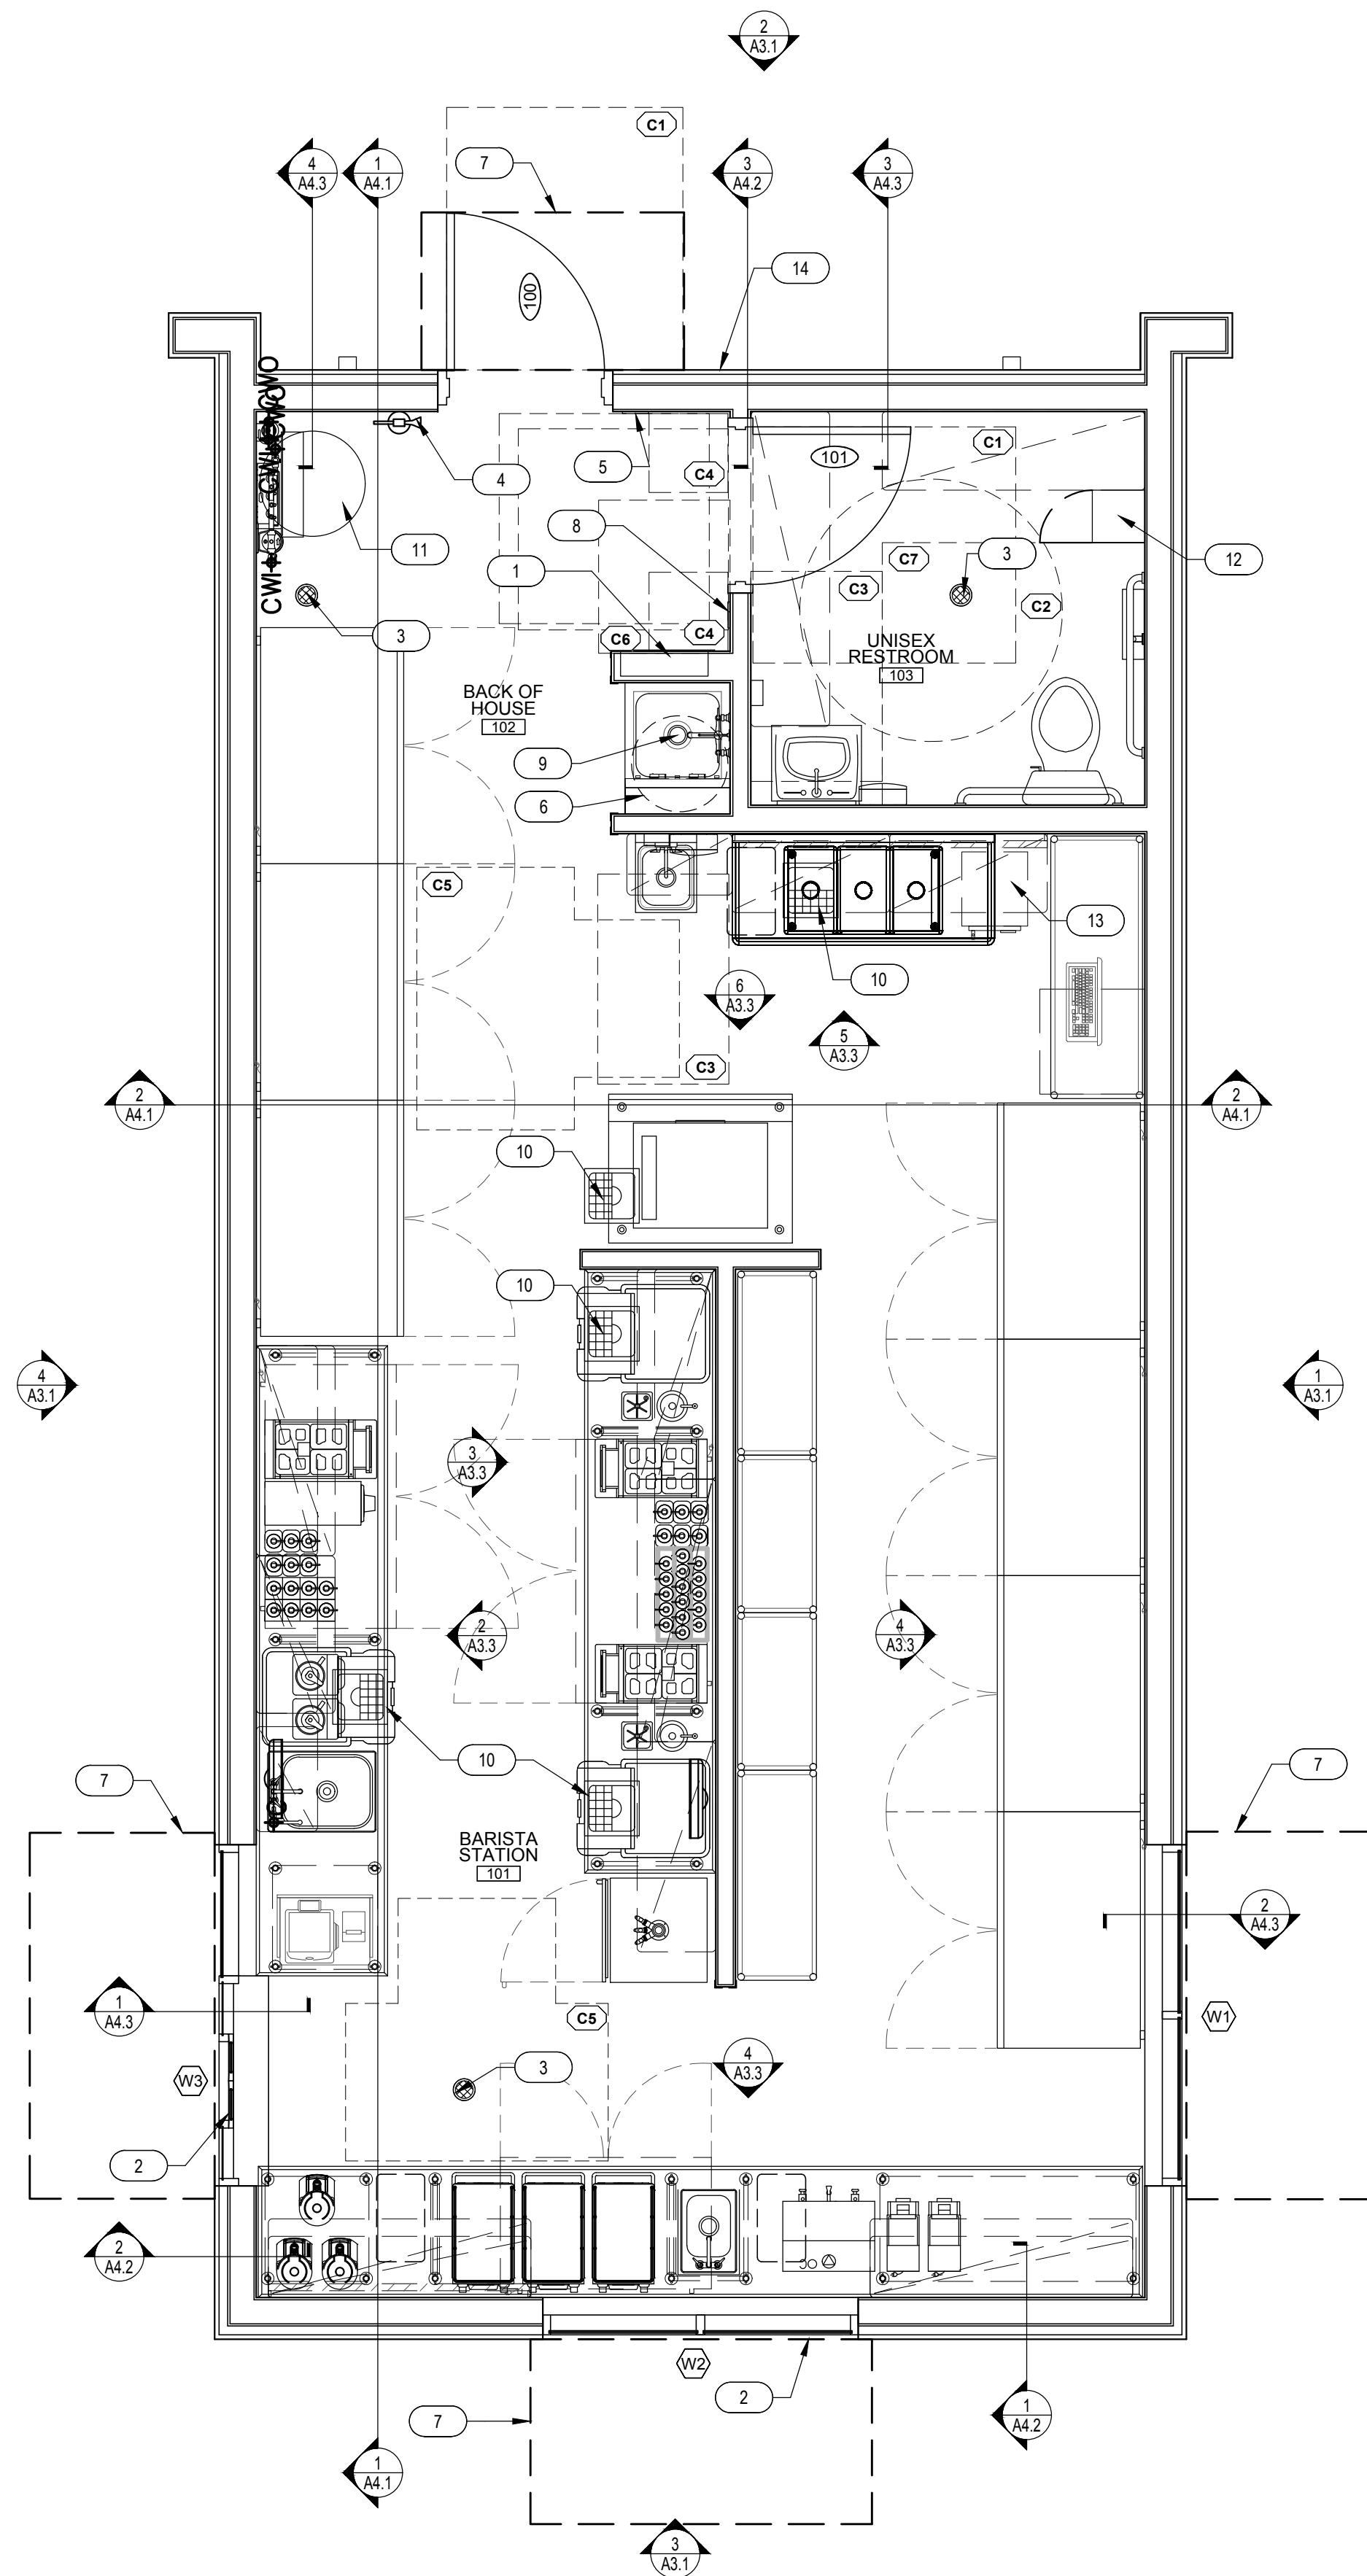 2
A3.1
C1
7
4
A4.3
1
A4.1
3
A4.2
3
A4.3
14
100
5
C4
101
C1
4
11
8
1
C7
3
12
C3
C2
3
C6
C4
UNISEX
RESTROOM
103
BACK OF
HOUSE
102
9
6
C5
13
10
6
A3.3
5
A3.3
C3
2
A4.1
2
A4.1
10
10
4
A3.1
1
A3.1
3
A3.3
2
A3.3
4
A3.3
10
7
7
BARISTA
STATION
101
2
A4.3
1
A4.3
C5
W1
3
4
A3.3
W3
2
2
A4.2
W2
2
7
1
A4.2
1
A4.1
3
A3.1